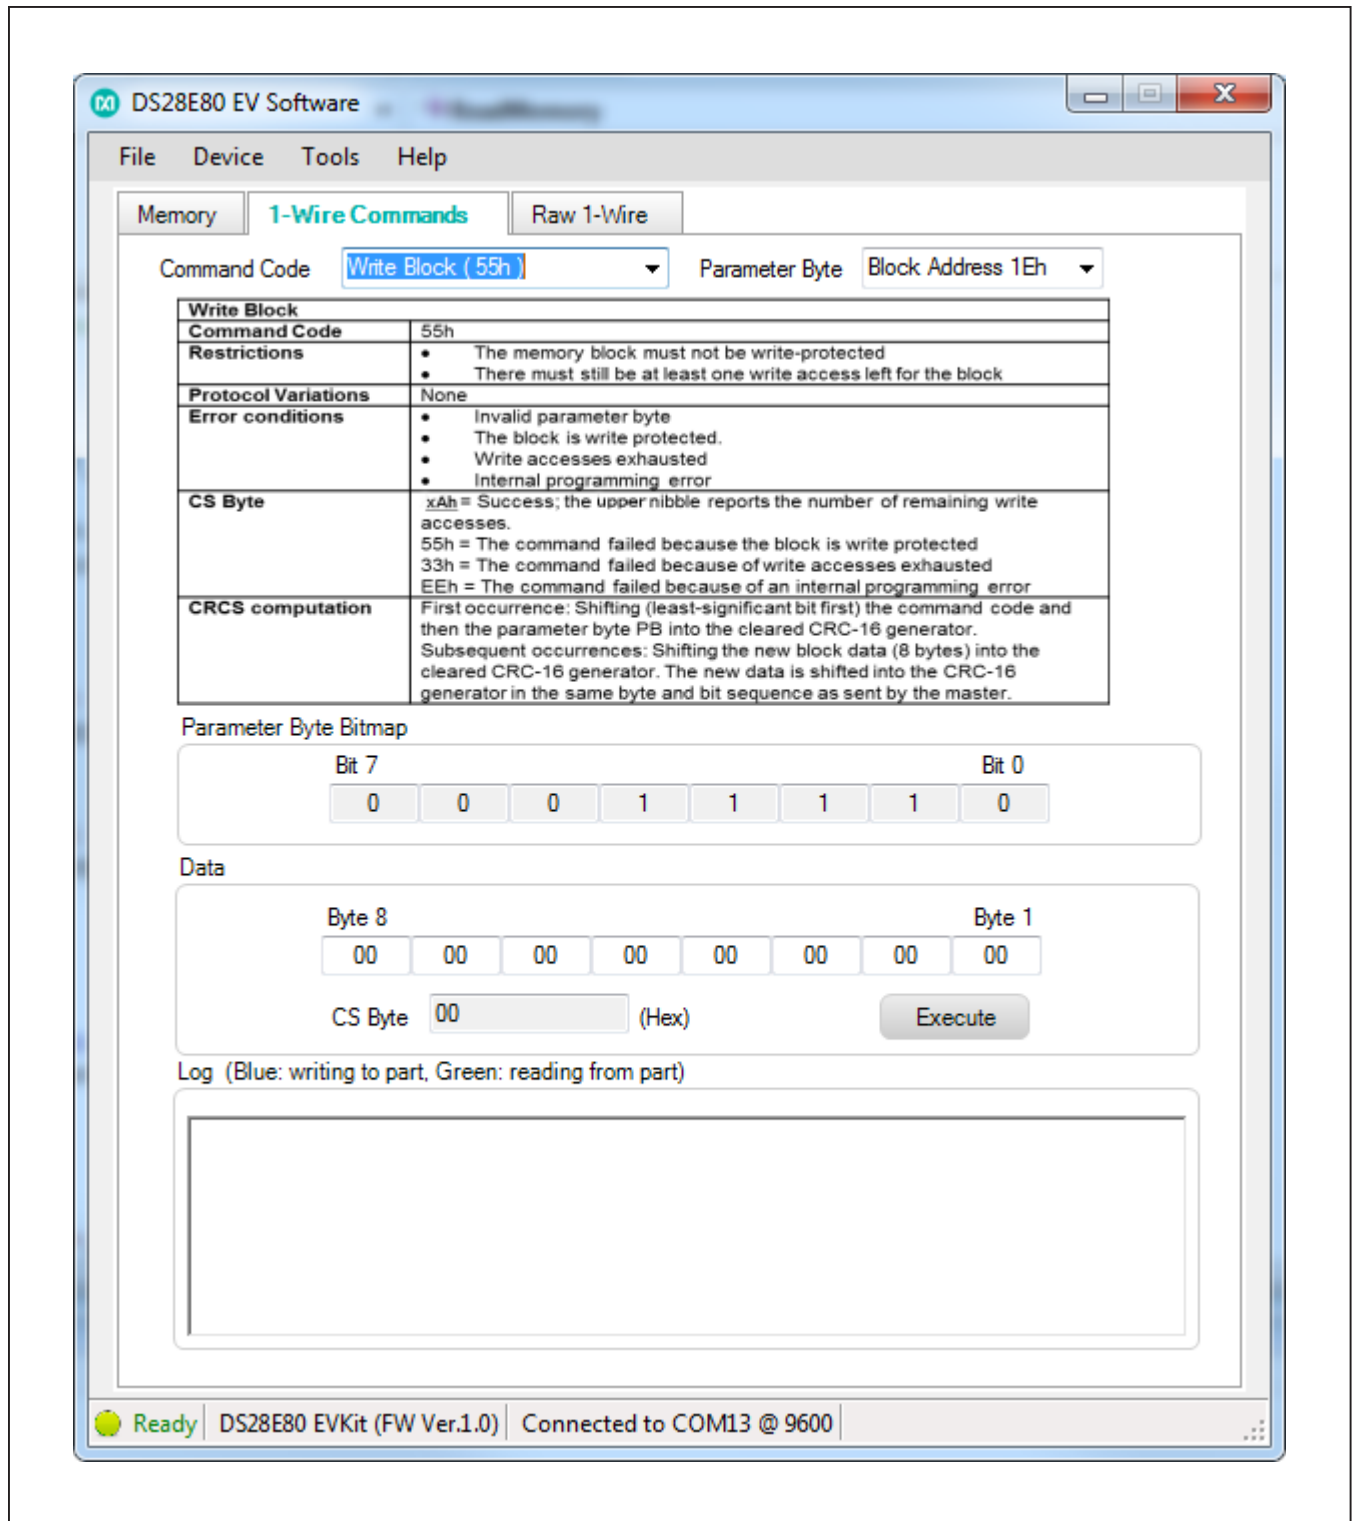 DS28E80 EV Software
File Device Tools Help
Memory 1-Wire Commands Raw 1-Wire
Command Code Write Block ( 55h ) Parameter Byte Block Address 1Eh
Write Block
Command Code 55h
Restrictions • The memory block must not be write-protected
• There must still be at least one write access left for the block
Protocol Variations None
Error conditions • Invalid parameter byte
• The block is write protected.
• Write accesses exhausted
• Internal programming error
CS Byte xAh = Success; the upper nibble reports the number of remaining write
accesses.
55h = The command failed because the block is write protected
33h = The command failed because of write accesses exhausted
EEh = The command failed because of an internal programming error
CRCS computation First occurrence: Shifting (least-significant bit first) the command code and
then the parameter byte PB into the cleared CRC-16 generator.
Subsequent occurrences: Shifting the new block data (8 bytes) into the
cleared CRC-16 generator. The new data is shifted into the CRC-16
generator in the same byte and bit sequence as sent by the master.
Parameter Byte Bitmap
Bit 7 Bit 0
0 0 0 1 1 1 1 0
Data
Byte 8 Byte 1
00 00 00 00 00 00 00 00
CS Byte 00 (Hex) Execute
Log (Blue: writing to part, Green: reading from part)
Ready DS28E80 EVKit (FW Ver.1.0) Connected to COM13 @ 9600